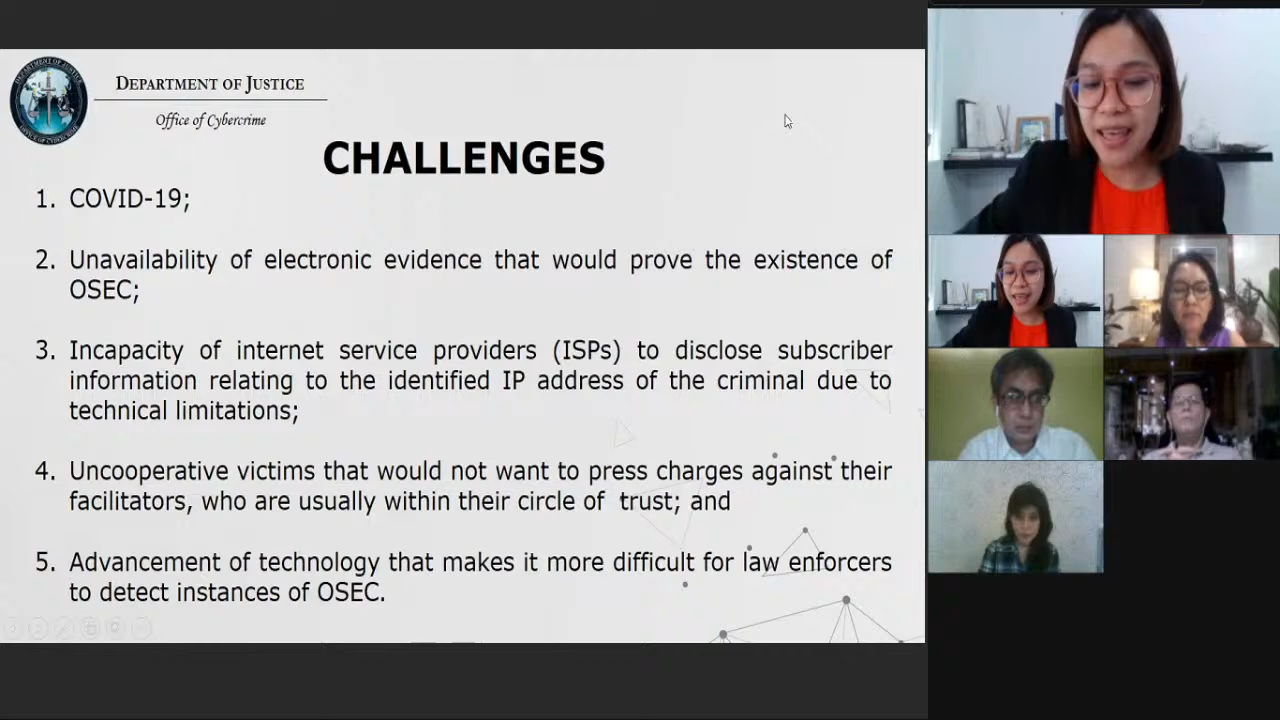 DEPARTMENT OF JUSTICE
Office of Cybercrime
CHALLENGES
1. COVID-19;
2. Unavailability of electronic evidence that would prove the existence of
OSEC;
3. Incapacity of internet service providers (ISPs) to disclose subscriber
information relating to the identified IP address of the criminal due to
technical limitations;
4. Uncooperative victims that would not want to press charges against their
facilitators, who are usually within their circle of trust; and
5. Advancement of technology that makes it more difficult for law enforcers
to detect instances of OSEC.